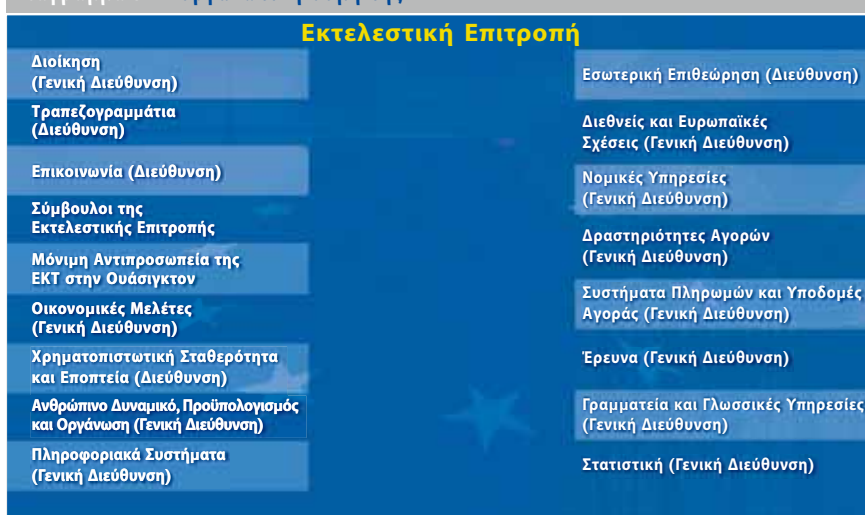 Εκτελεστική Επιτροπή
Διοίκηση
(Γενική Διεύθυνση)
Τραπεζογραμμάτια
(Διεύθυνση)
Επικοινωνία (Διεύθυνση)
Σύμβουλοι της
Εκτελεστικής Επιτροπής
Μόνιμη Αντιπροσωπεία της
ΕΚΤ στην Ουάσιγκτον
Οικονομικές Μελέτες
(Γενική Διεύθυνση)
Χρηματοπιστωτική Σταθερότητα
και Εποπτεία (Διεύθυνση)
Ανθρώπινο Δυναμικό, Προϋπολογισμός
και Οργάνωση (Γενική Διεύθυνση)
Πληροφοριακά Συστήματα
(Γενική Διεύθυνση)
Εσωτερική Επιθεώρηση (Διεύθυνση)
Διεθνείς και Ευρωπαϊκές
Σχέσεις (Γενική Διεύθυνση)
Νομικές Υπηρεσίες
(Γενική Διεύθυνση)
Δραστηριότητες Αγορών
(Γενική Διεύθυνση)
Συστήματα Πληρωμών και Υποδομές
Αγοράς (Γενική Διεύθυνση)
Έρευνα (Γενική Διεύθυνση)
Γραμματεία και Γλωσσικές Υπηρεσίες
(Γενική Διεύθυνση)
Στατιστική (Γενική Διεύθυνση)